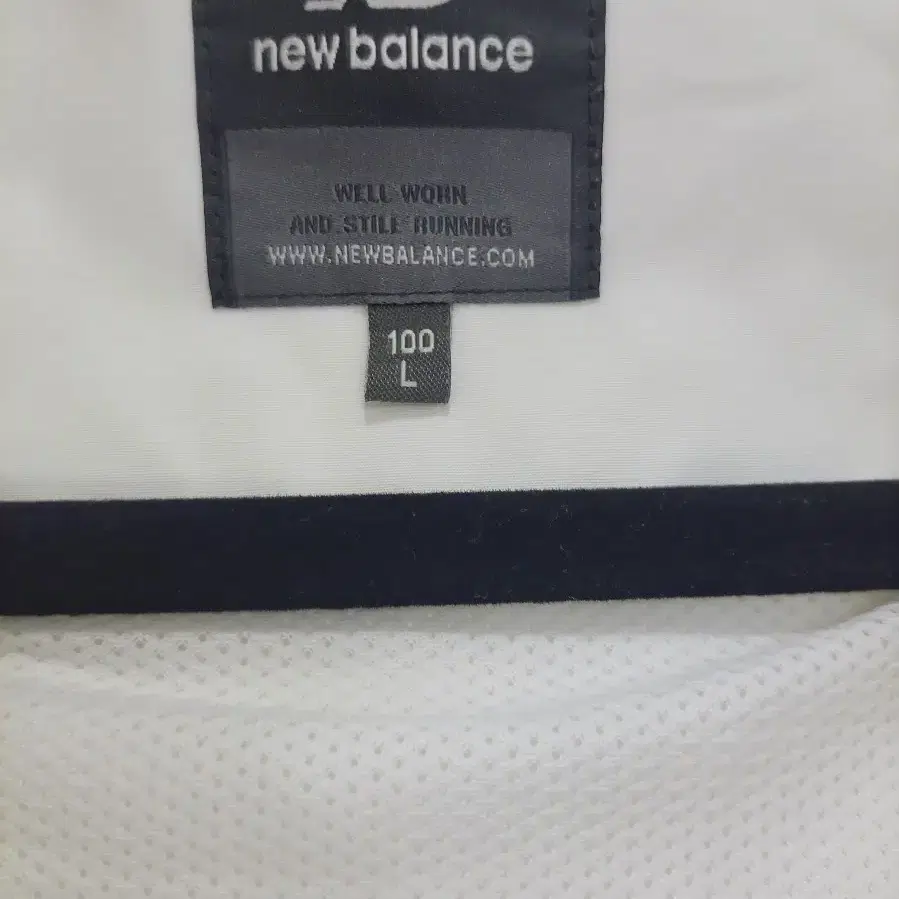 new balance
WELL WORN
AND STILL RUNNING
WWW.NEWBALANCE.COM
100
L